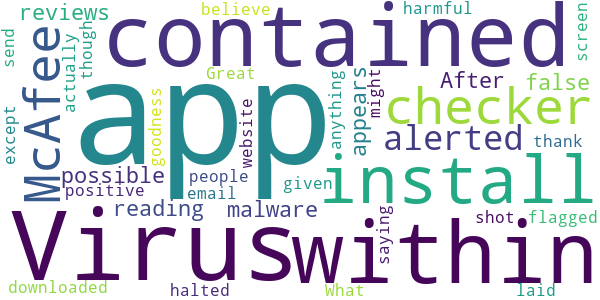 send
reviews
actually
though
believe
contained
harmful
screen
except
McAfee
goodness
Great
app
website
anything
appears
might
After
false
checker
alerted
thank
possible
positive
people
email
given
install
reading
malware
Virus
within
saying
shot
flagged
downloaded
halted
What
laid